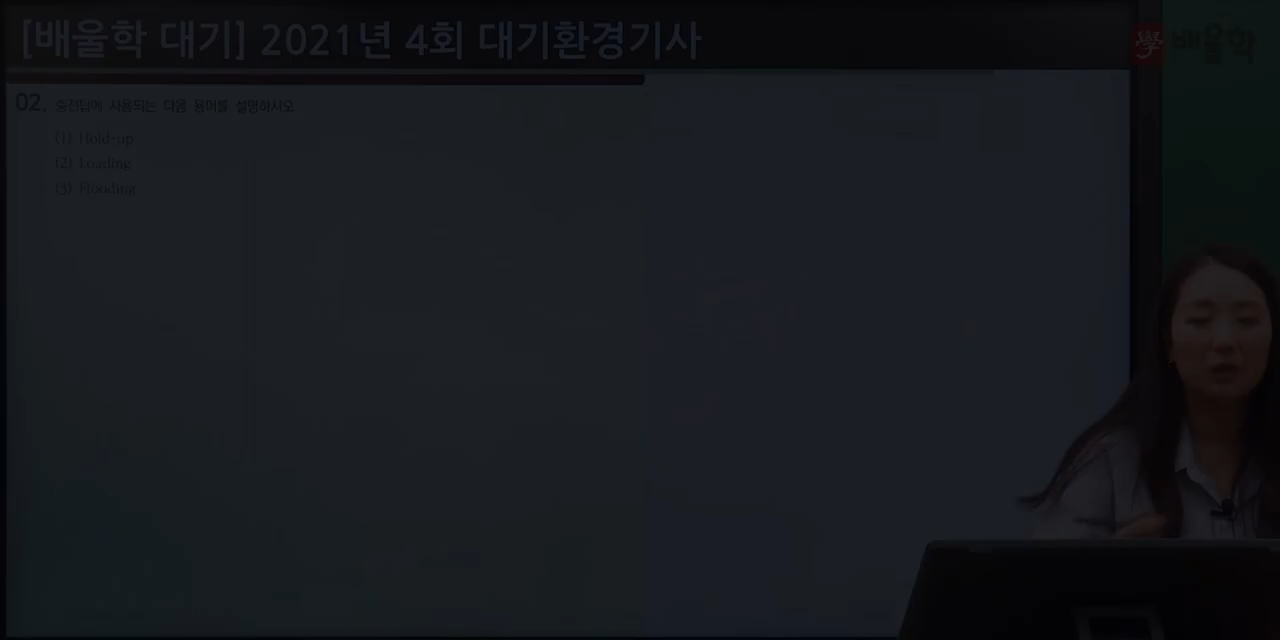 [배울학 대기] 2021년 4회 대기환경기사
學 배울학
02. 충전탑에 사용되는 다음 용어를 설명하시오
(1) Hold-up
(2) Loading
(3) Flooding